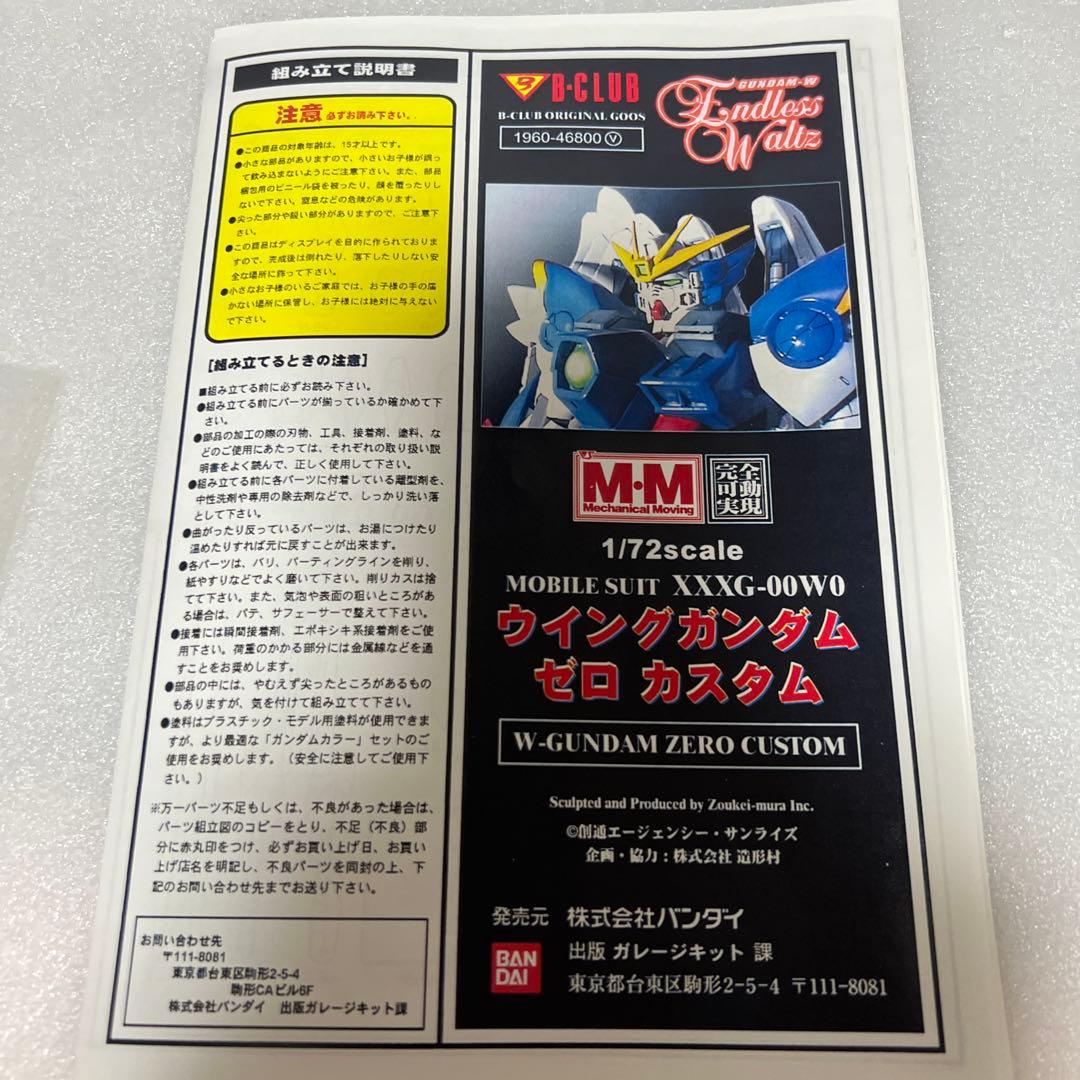 組み立て説明書
注意 必ずお読み下さい。
●この商品の対象年齢は、15才以上です。
●小さな部品がありますので、小さいお子様が誤っ
て飲み込まないようにご注意下さい。また、部品
梱包用のビニール袋を被ったり、顔を覆ったりし
ないで下さい。窒息などの危険があります。
●尖った部分や鋭い部分がありますので、ご注意下
さい。
●この商品はディスプレイを目的に作られておりま
すので、完成後は倒れたり、落下したりしない安
全な場所に飾って下さい。
●小さなお子様のいるご家庭では、お子様の手の届
かない場所に保管し、お子様には絶対に与えない
で下さい。
[組み立てるときの注意]
■組み立てる前に必ずお読み下さい。
●組み立てる前にパーツが揃っているか確かめて下
さい。
●部品の加工の際の刃物、工具、接着剤、塗料、な
どのご使用にあたっては、それぞれの取り扱い説
明書をよく読んで、正しく使用して下さい。
●組み立てる前に各パーツに付着している離型剤を、
中性洗剤や専用の除去剤などで、しっかり洗い落
として下さい。
●曲がったり反っているパーツは、お湯につけたり
温めたりすれば元に戻すことが出来ます。
●各パーツは、バリ、パーティングラインを削り、
紙やすりなどでよく磨いて下さい。削りカスは捨
てて下さい。また、気泡や表面の粗いところがあ
る場合は、パテ、サフェーサーで整えて下さい。
●接着には瞬間接着剤、エポキシキ系接着剤をご使
用下さい。荷重のかかる部分には金属線などを通
すことをお奨めします。
●部品の中には、やむえず尖ったところがあるもの
もありますが、気を付けて組み立てて下さい。
●塗料はプラスチック・モデル用塗料が使用できま
すが、より最適な「ガンダムカラー」セットのご
使用をお奨めします。（安全に注意してご使用下
さい。）
※万一パーツ不足もしくは、不良があった場合は、
パーツ組立図のコピーをとり、不足（不良）部
分に赤丸印をつけ、必ずお買い上げ日、お買い
上げ店名を明記し、不良パーツを同封の上、下
記のお問い合わせ先までお送り下さい。
お問い合わせ先
〒111-8081
東京都台東区駒形2-5-4
駒形CAビル6F
株式会社バンダイ 出版ガレージキット課
B B-CLUB
B-CLUB ORIGINAL GOOS
1960-46800Ⓥ
GUNDAM-W
Endless
Waltz
M・M
Mechanical Moving
完全
可動
実現
1/72scale
MOBILE SUIT XXXG-00W0
ウイングガンダム
ゼロ カスタム
W-GUNDAM ZERO CUSTOM
Sculpted and Produced by Zoukei-mura Inc.
©創通エージェンシー・サンライズ
企画・協力：株式会社 造形村
発売元 株式会社バンダイ
BAN
DAI
出版 ガレージキット 課
東京都台東区駒形2-5-4 〒111-8081